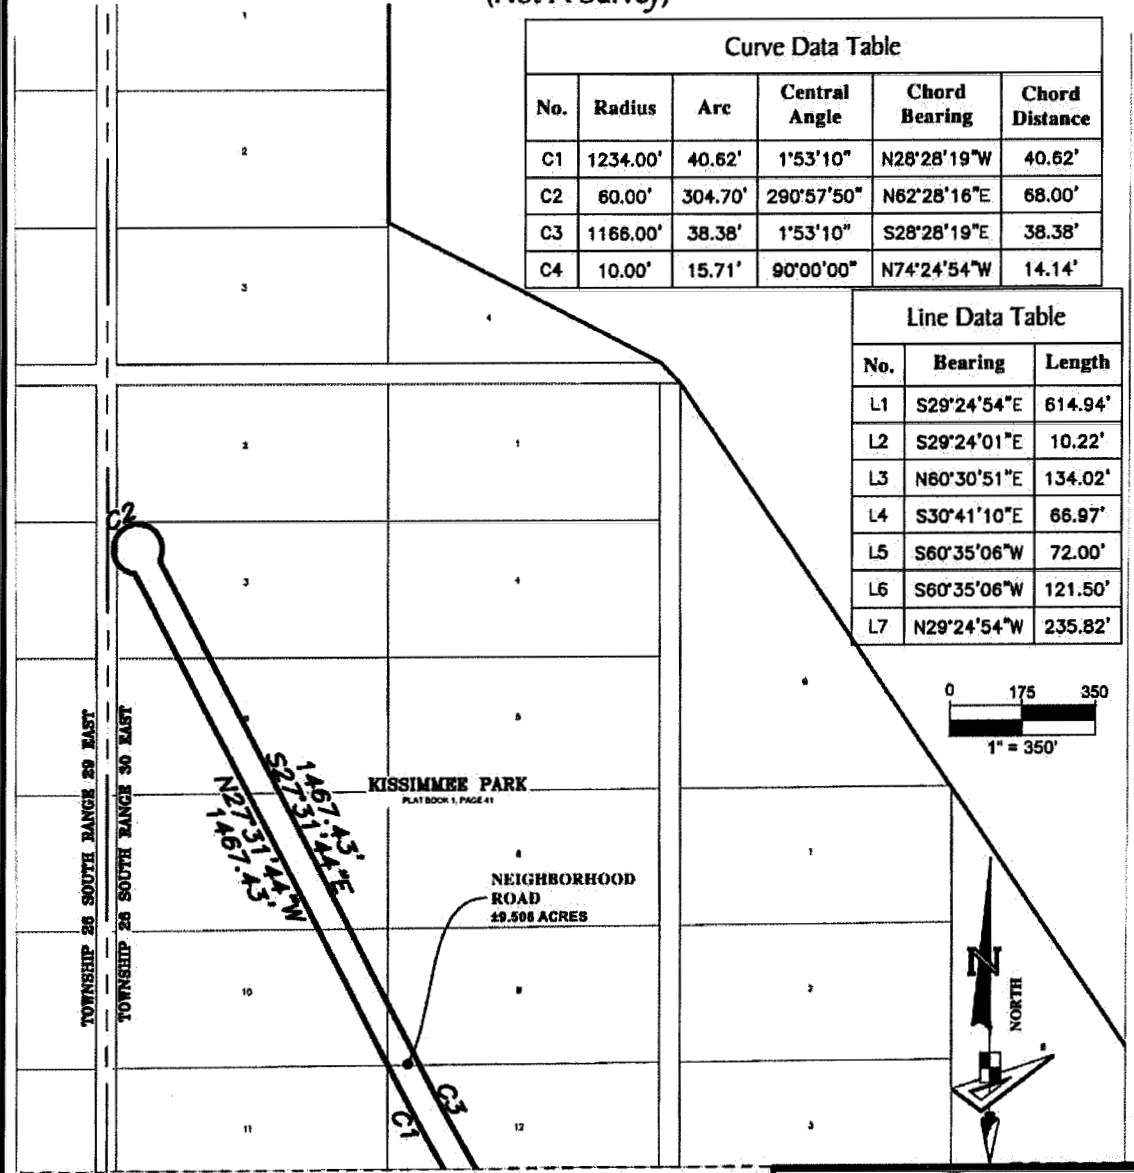 (Not A Survey)
Curve Data Table
No. Radius Arc Central Angle Chord Bearing Chord Distance
C1 1234.00' 40.62' 1°53'10" N28°28'19"W 40.62'
C2 60.00' 304.70' 290°57'50" N62°28'16"E 68.00'
C3 1166.00' 38.38' 1°53'10" S28°28'19"E 38.38'
C4 10.00' 15.71' 90°00'00" N74°24'54"W 14.14'
Line Data Table
No. Bearing Length
L1 S29°24'54"E 614.94'
L2 S29°24'01"E 10.22'
L3 N60°30'51"E 134.02'
L4 S30°41'10"E 66.97'
L5 S60°35'06"W 72.00'
L6 S60°35'06"W 121.50'
L7 N29°24'54"W 235.82'
1
2
3
4
2
1
C2
3
4
5
6
0 175 350
1" = 350'
TOWNSHIP 26 SOUTH RANGE 29 EAST
TOWNSHIP 26 SOUTH RANGE 30 EAST
1467.43'
S27°31'44"E
N27°31'44"W
1467.43'
KISSIMMEE PARK
PLAT BOOK 1, PAGE 41
NEIGHBORHOOD
ROAD
±9.506 ACRES
1
10
9
2
N
NORTH
C3
C1
11
12
3